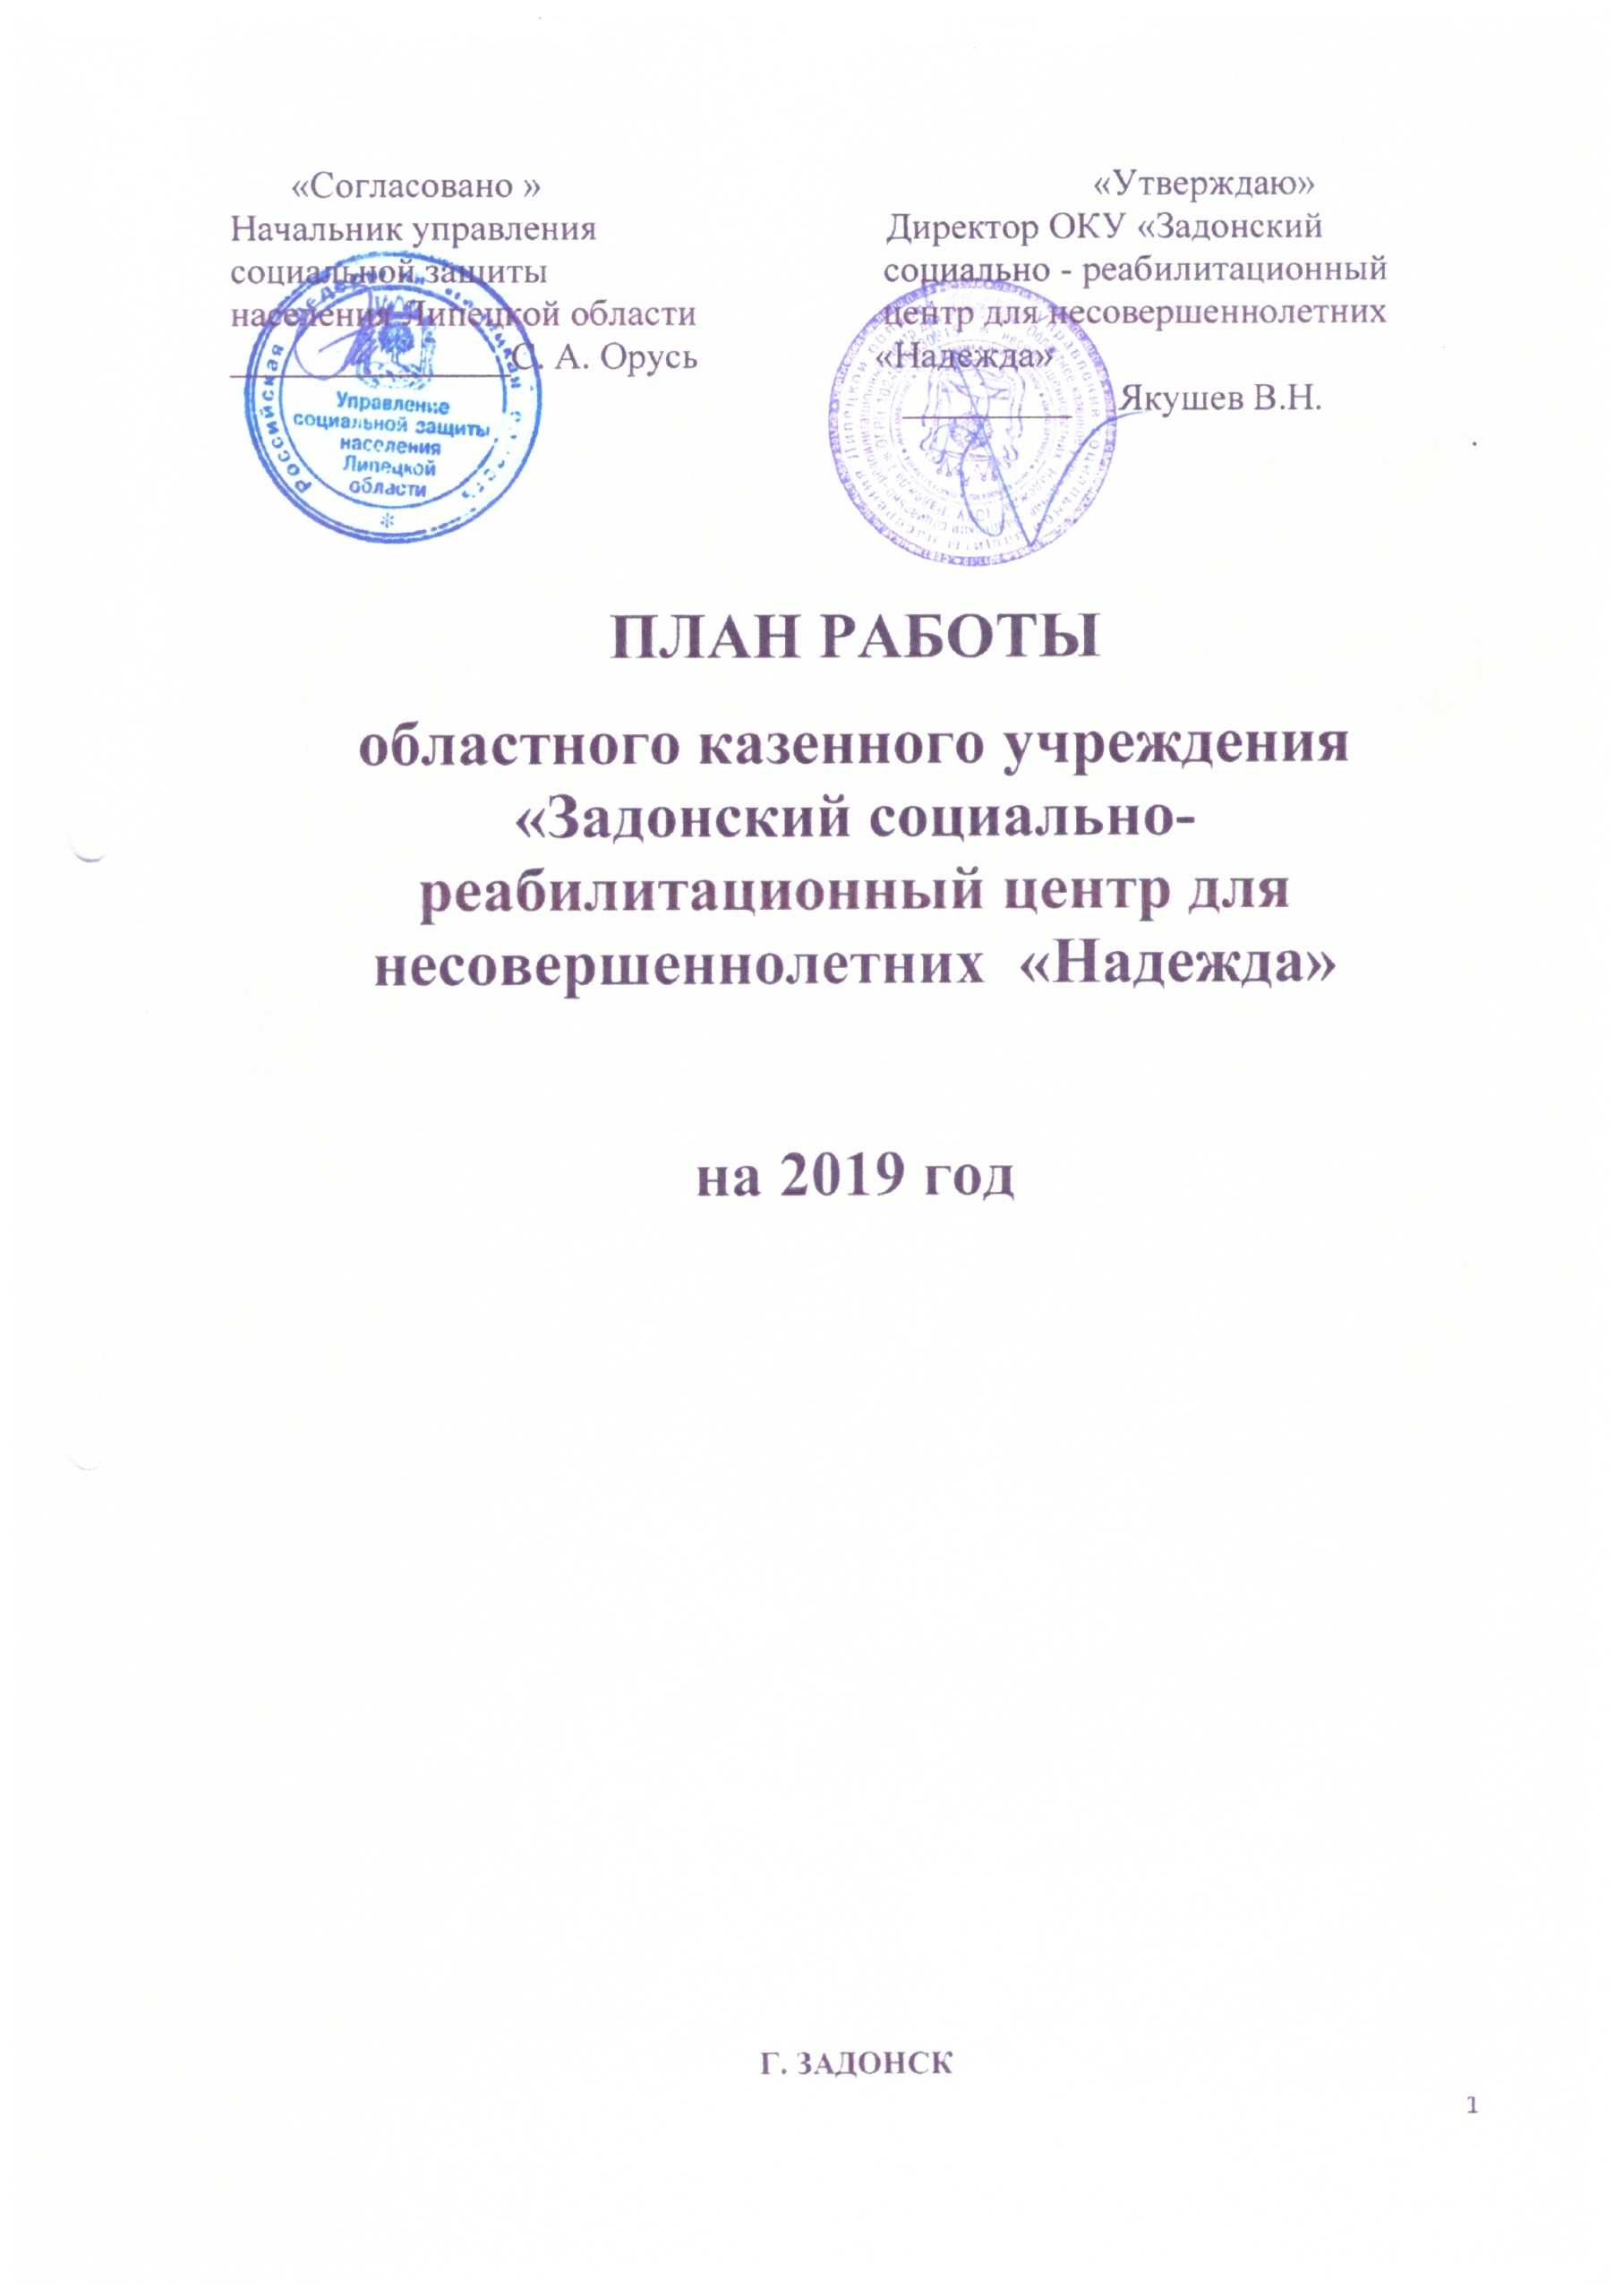 «Согласовано »
Начальник управления
социальной защиты
населения Липецкой области
С. А. Орусь
«Утверждаю»
Директор ОКУ «Задонский
социально - реабилитационный
центр для несовершеннолетних
«Надежда»
Якушев В.Н.
Российская
Управление
социальной защиты
населения
Липецкой
области
ПЛАН РАБОТЫ
областного казенного учреждения
«Задонский социально-
реабилитационный центр для
несовершеннолетних «Надежда»
на 2019 год
Г. ЗАДОНСК
1